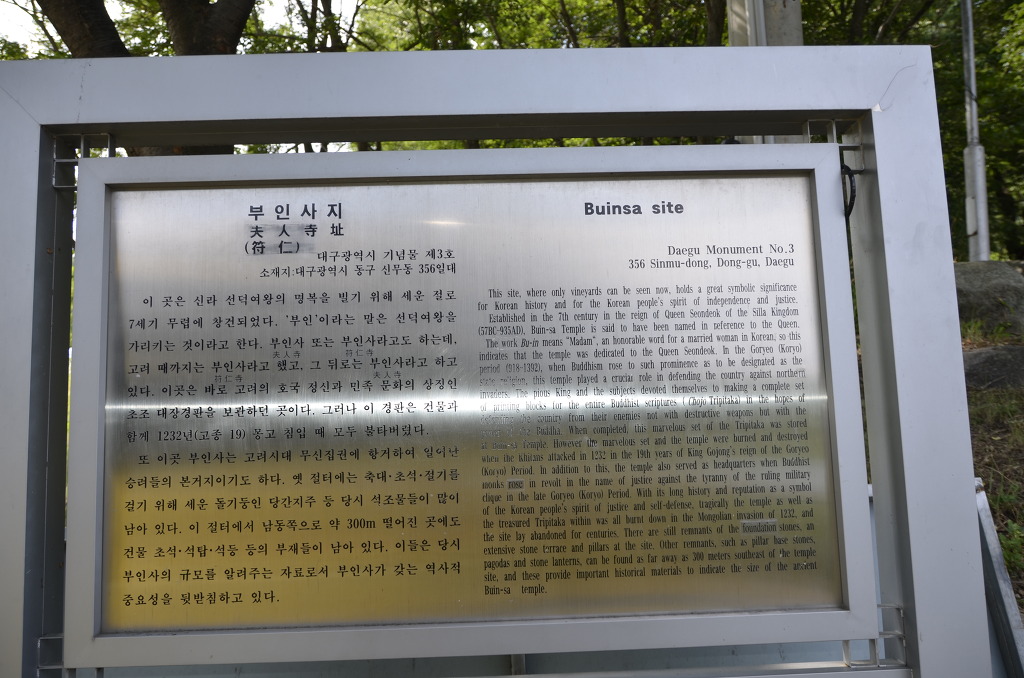 부인사지
夫人寺址
(符仁)
대구광역시 기념물 제3호
소재지:대구광역시 동구 신무동 356일대
이 곳은 신라 선덕여왕의 명복을 빌기 위해 세운 절로
7세기 무렵에 창건되었다. '부인'이라는 말은 선덕여왕을
가리키는 것이라고 한다. 부인사 또는 부인사라고도 하는데,
夫人寺 符仁寺
고려 때까지는 부인사라고 했고, 그 뒤로는 부인사라고 하고
符仁寺 夫人寺
있다. 이곳은 바로 고려의 호국 정신과 민족 문화의 상징인
초조 대장경판을 보관하던 곳이다. 그러나 이 경판은 건물과
함께 1232년(고종 19) 몽고 침입 때 모두 불타버렸다.
또 이곳 부인사는 고려시대 무신집권에 항거하여 일어난
승려들의 본거지이기도 하다. 옛 절터에는 축대·초석·절기를
걸기 위해 세운 돌기둥인 당간지주 등 당시 석조물들이 많이
남아 있다. 이 절터에서 남동쪽으로 약 300m 떨어진 곳에도
건물 초석·석탑·석등 등의 부재들이 남아 있다. 이들은 당시
부인사의 규모를 알려주는 자료로서 부인사가 갖는 역사적
중요성을 뒷받침하고 있다.
Buinsa site
Daegu Monument No.3
356 Sinmu-dong, Dong-gu, Daegu
This site, where only vineyards can be seen now, holds a great symbolic significance
for Korean history and for the Korean people's spirit of independence and justice.
Established in the 7th century in the reign of Queen Seondeok of the Silla Kingdom
(57BC-935AD), Buin-sa Temple is said to have been named in reference to the Queen.
The work Bu-in means "Madam", an honorable word for a married woman in Korean, so this
indicates that the temple was dedicated to the Queen Seondeok. In the Goryeo (Koryo)
period (918-1392), when Buddhism rose to such prominence as to be designated as the
state religion, this temple played a crucial role in defending the country against northern
invaders. The pious King and the subjects devoted themselves to making a complete set
of printing blocks for the entire Buddhist scriptures (Chojo Tripitaka) in the hopes of
defending the country from their enemies not with destructive weapons but with the
of the Buddha. When completed, this marvelous set of the Tripitaka was stored
Temple. However the marvelous set and the temple were burned and destroyed
when the Khitans attacked in 1232 in the 19th years of King Gojong's reign of the Goryeo
(Koryo) Period. In addition to this, the temple also served as headquarters when Buddhist
monks rose in revolt in the name of justice against the tyranny of the ruling military
clique in the late Goryeo (Koryo) Period. With its long history and reputation as a symbol
of the Korean people's spirit of justice and self-defense, tragically the temple as well as
the treasured Tripitaka within was all burnt down in the Mongolian invasion of 1232, and
the site lay abandoned for centuries. There are still remnants of the foundation stones, an
extensive stone terrace and pillars at the site. Other remnants, such as pillar base stones,
pagodas and stone lanterns, can be found as far away as 300 meters southeast of the temple
site, and these provide important historical materials to indicate the size of the ancient
Buin-sa temple.